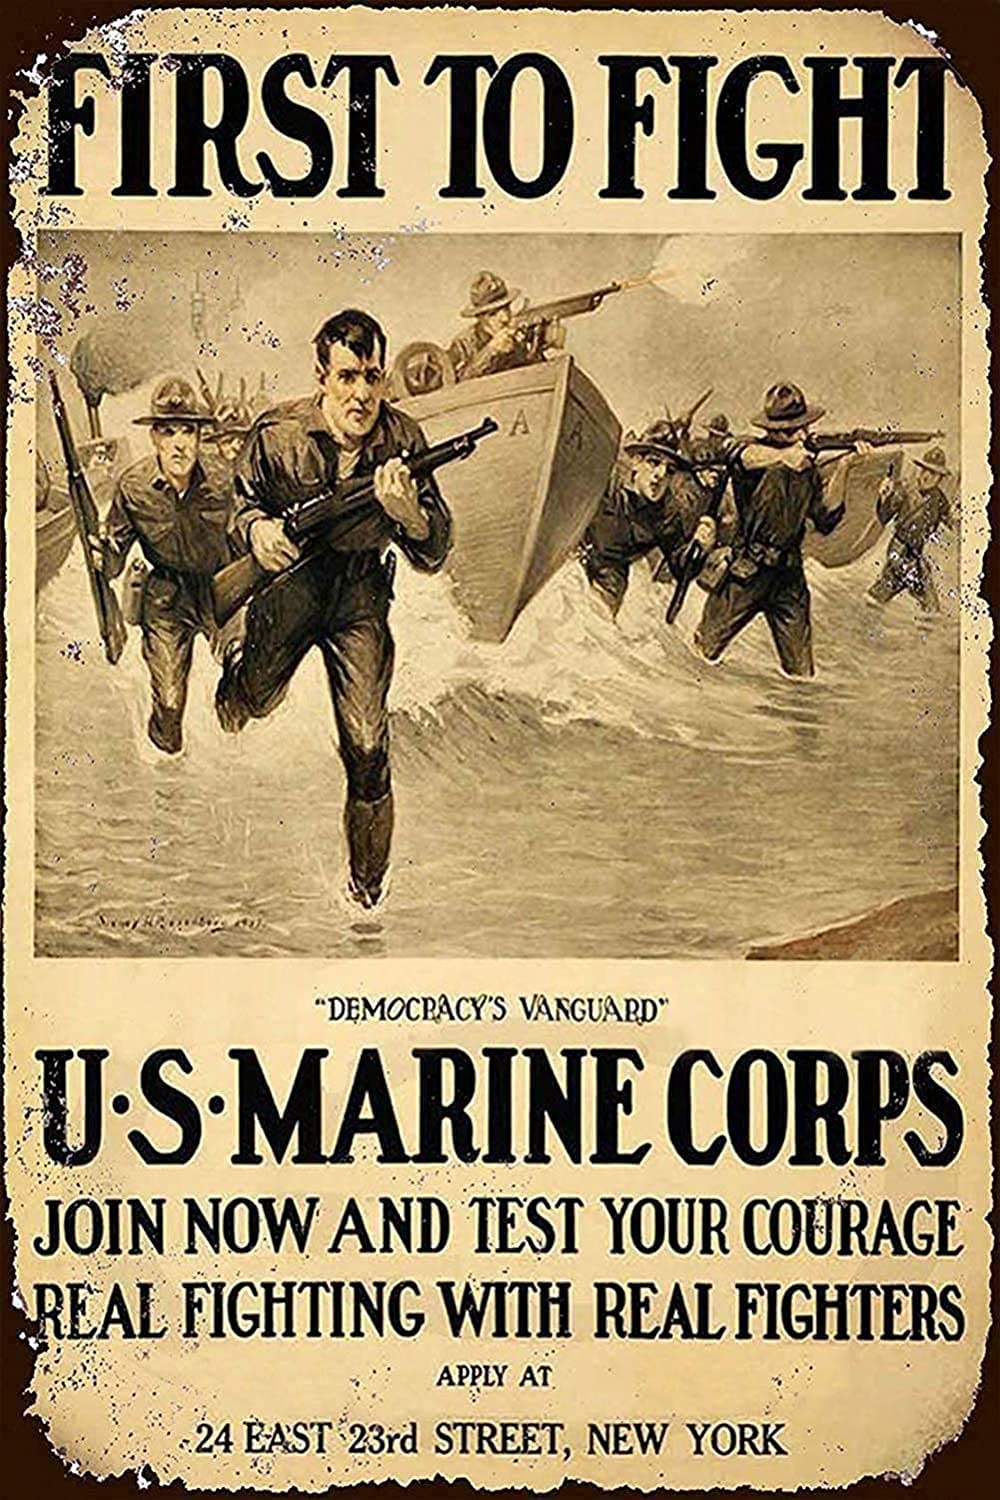 FIRST TO FIGHT
A A
"DEMOCRACY'S VANGUARD"
U·S·MARINE CORPS
JOIN NOW AND TEST YOUR COURAGE
REAL FIGHTING WITH REAL FIGHTERS
APPLY AT
24 EAST 23rd STREET, NEW YORK